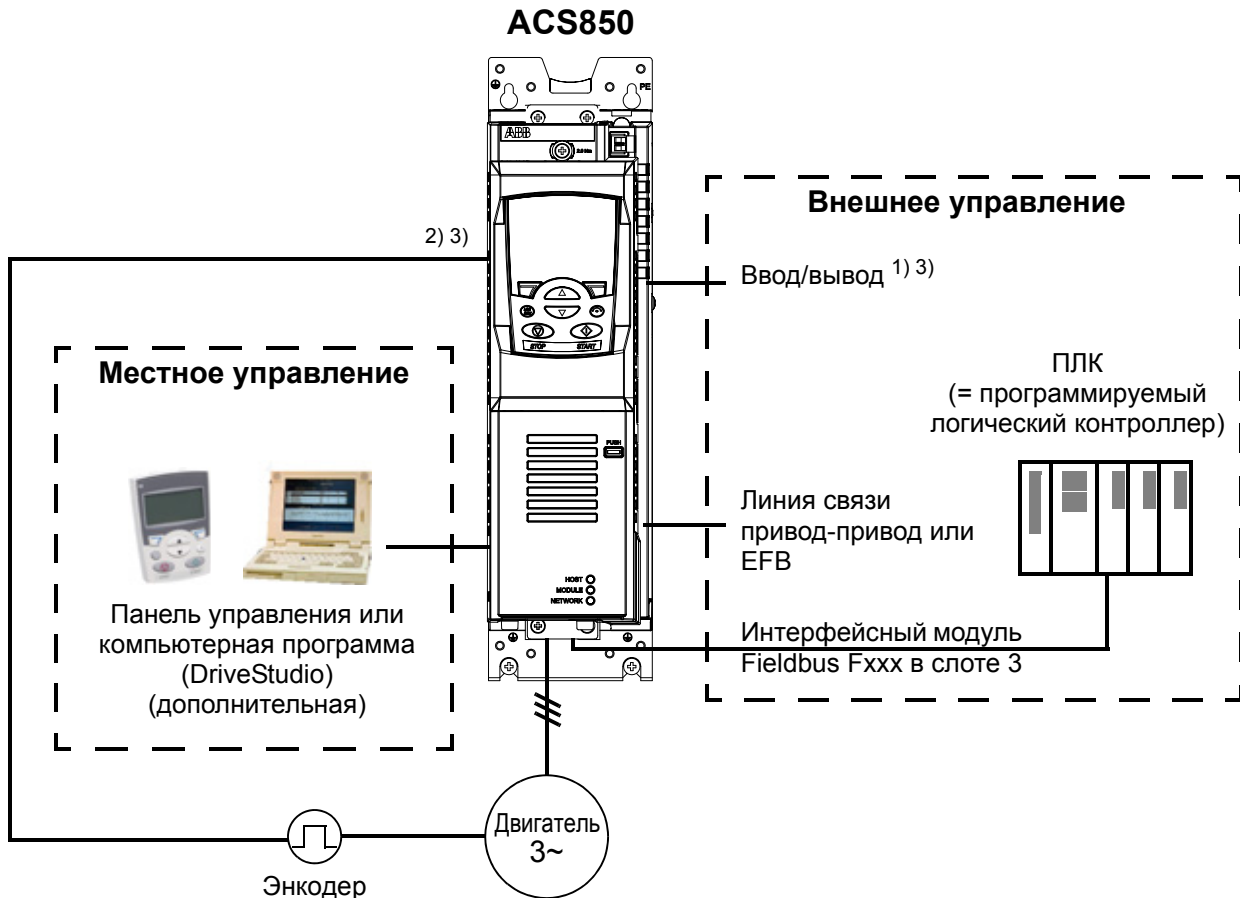 ACS850
PE
ABB
2) 3)
Внешнее управление
Ввод/вывод 1) 3)
STOP START
Местное управление
ПЛК
(= программируемый
логический контроллер)
PUSH
Линия связи
привод-привод или
EFB
HOST
MODULE
NETWORK
Панель управления или
компьютерная программа
(DriveStudio)
(дополнительная)
Интерфейсный модуль
Fieldbus Fxxx в слоте 3
Двигатель
3~
Энкодер